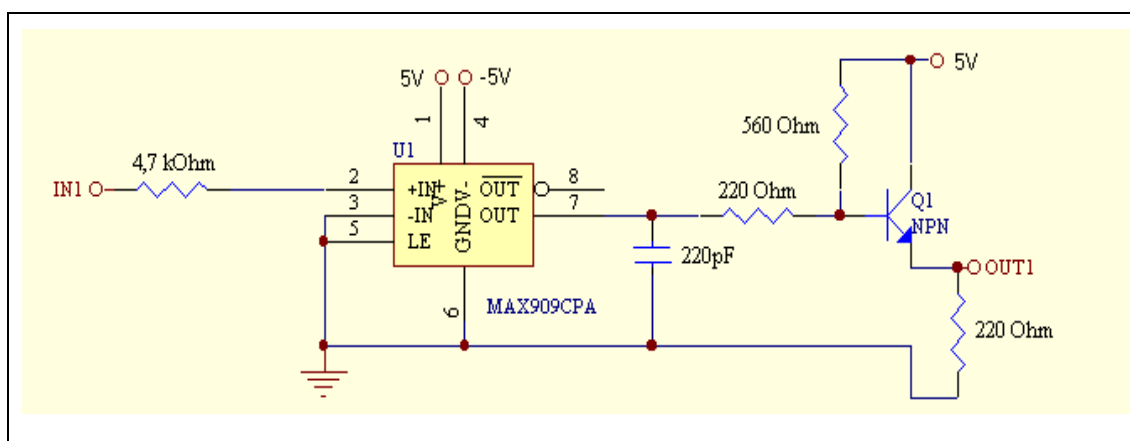 5V
-5V
5V
1
4
560 Ohm
U1
4,7 kOhm
IN1
2
+IN
V+
GND
V-
OUT
8
3
-IN
OUT
7
220 Ohm
Q1
NPN
5
LE
220pF
OUT1
6
MAX909CPA
220 Ohm